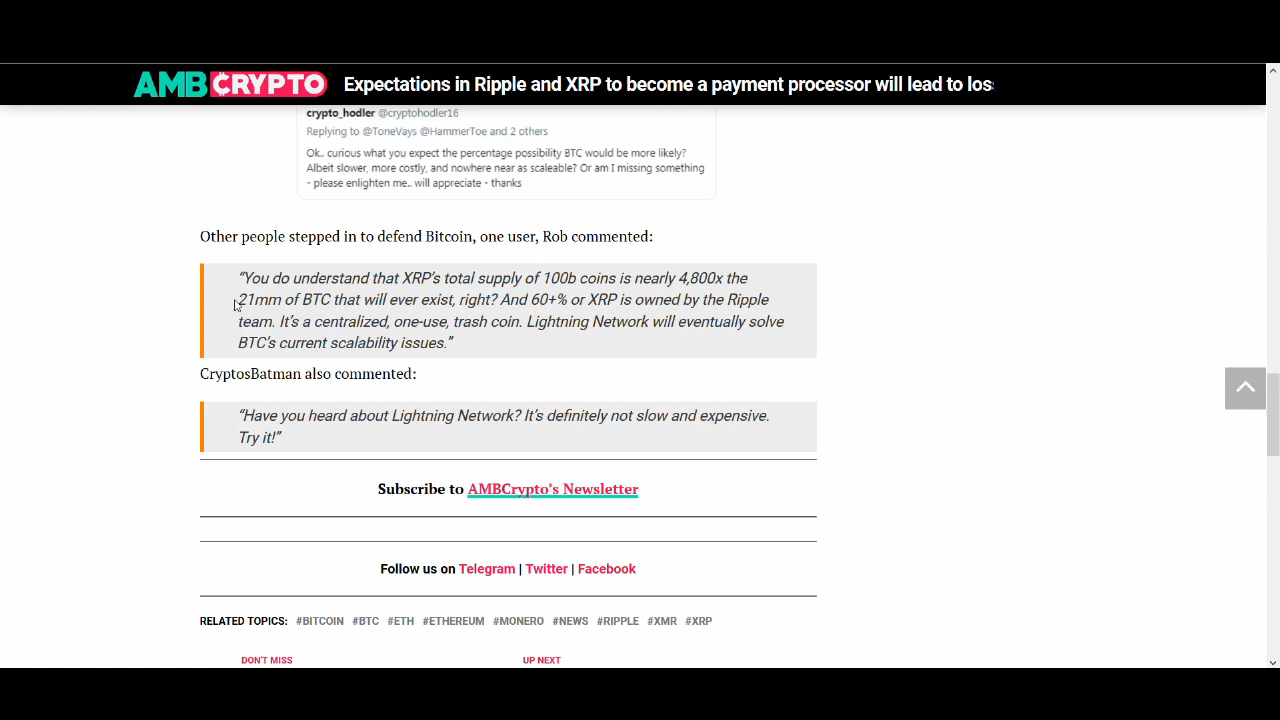 AMBCRYPTO Expectations in Ripple and XRP to become a payment processor will lead to los
crypto_hodler @cryptohodler16
Replying to @ToneVays @HammerToe and 2 others
Ok.. curious what you expect the percentage possibility BTC would be more likely?
Albeit slower, more costly, and nowhere near as scaleable? Or am I missing something
- please enlighten me.. will appreciate - thanks
Other people stepped in to defend Bitcoin, one user, Rob commented:
“You do understand that XRP’s total supply of 100b coins is nearly 4,800x the
21mm of BTC that will ever exist, right? And 60+% or XRP is owned by the Ripple
team. It’s a centralized, one-use, trash coin. Lightning Network will eventually solve
BTC’s current scalability issues.”
CryptosBatman also commented:
“Have you heard about Lightning Network? It’s definitely not slow and expensive.
Try it!”
Subscribe to AMBCrypto’s Newsletter
Follow us on Telegram | Twitter | Facebook
RELATED TOPICS: #BITCOIN #BTC #ETH #ETHEREUM #MONERO #NEWS #RIPPLE #XMR #XRP
DON'T MISS UP NEXT